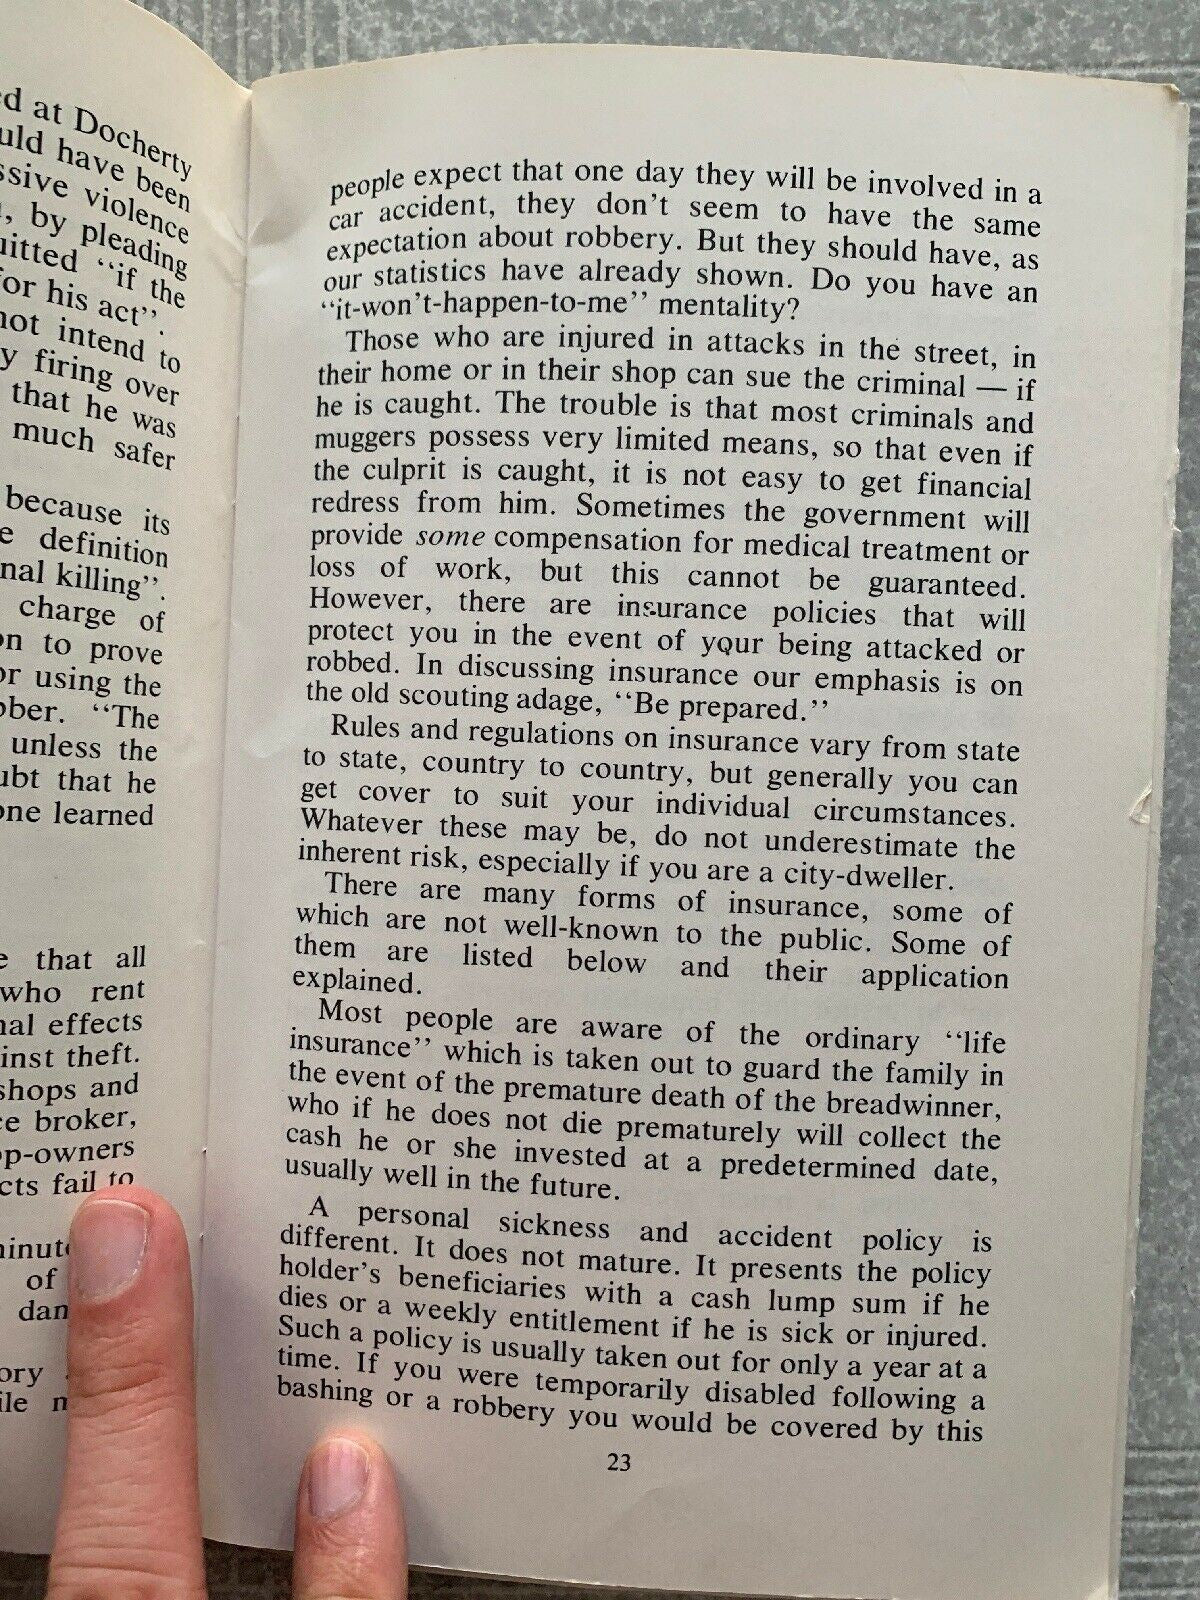 ed at Docherty
uld have been
ssive violence
, by pleading
uitted “if the
for his act”.
not intend to
y firing over
that he was
much safer
because its
e definition
nal killing”.
charge of
on to prove
or using the
bber. “The
unless the
ubt that he
one learned
e that all
who rent
nal effects
inst theft.
shops and
ce broker,
op-owners
cts fail to
minut
of
dan
ory
ile m
people expect that one day they will be involved in a
car accident, they don't seem to have the same
expectation about robbery. But they should have, as
our statistics have already shown. Do you have an
“it-won't-happen-to-me” mentality?
Those who are injured in attacks in the street, in
their home or in their shop can sue the criminal — if
he is caught. The trouble is that most criminals and
muggers possess very limited means, so that even if
the culprit is caught, it is not easy to get financial
redress from him. Sometimes the government will
provide some compensation for medical treatment or
loss of work, but this cannot be guaranteed.
However, there are insurance policies that will
protect you in the event of your being attacked or
robbed. In discussing insurance our emphasis is on
the old scouting adage, “Be prepared.”
Rules and regulations on insurance vary from state
to state, country to country, but generally you can
get cover to suit your individual circumstances.
Whatever these may be, do not underestimate the
inherent risk, especially if you are a city-dweller.
There are many forms of insurance, some of
which are not well-known to the public. Some of
them are listed below and their application
explained.
Most people are aware of the ordinary “life
insurance” which is taken out to guard the family in
the event of the premature death of the breadwinner,
who if he does not die prematurely will collect the
cash he or she invested at a predetermined date,
usually well in the future.
A personal sickness and accident policy is
different. It does not mature. It presents the policy
holder's beneficiaries with a cash lump sum if he
dies or a weekly entitlement if he is sick or injured.
Such a policy is usually taken out for only a year at a
time. If you were temporarily disabled following a
bashing or a robbery you would be covered by this
23